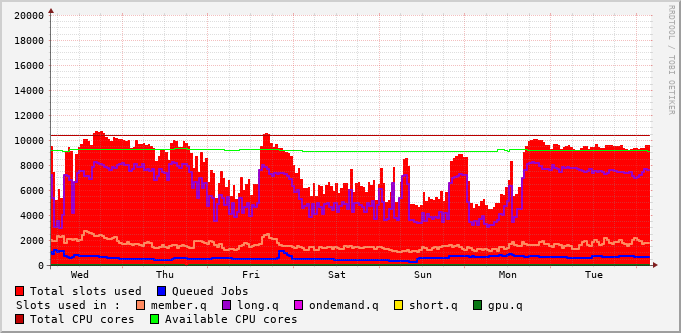 20000
18000
16000
14000
12000
10000
8000
6000
4000
2000
0
Wed Thu Fri Sat Sun Mon Tue
RRDTOOL / TOBI OETIKER
Total slots used Queued Jobs
Slots used in : member.q long.q ondemand.q short.q gpu.q
Total CPU cores Available CPU cores